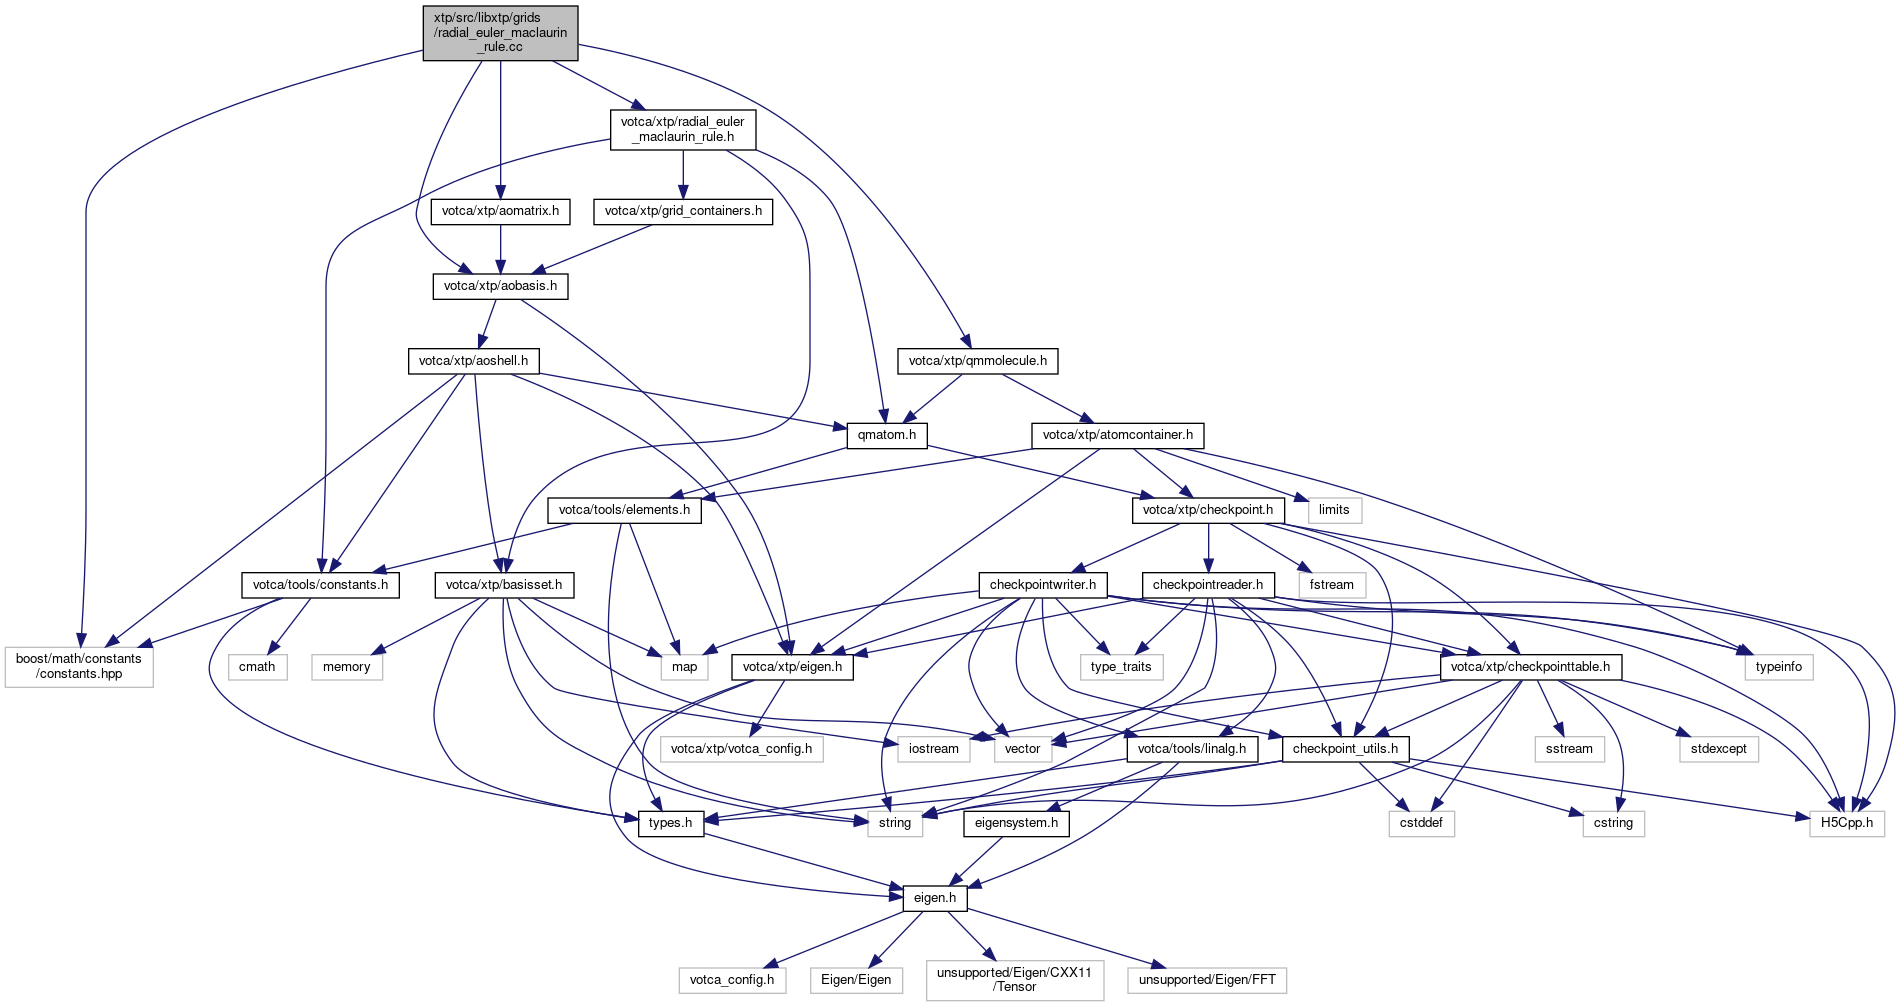 xtp/src/libxtp/grids
/radial_euler_maclaurin
_rule.cc
votca/xtp/radial_euler
_maclaurin_rule.h
votca/xtp/aomatrix.h
votca/xtp/grid_containers.h
votca/xtp/aobasis.h
votca/xtp/aoshell.h
votca/xtp/qmmolecule.h
qmatom.h
votca/xtp/atomcontainer.h
votca/tools/elements.h
votca/xtp/checkpoint.h
limits
votca/tools/constants.h
votca/xtp/basisset.h
checkpointwriter.h
checkpointreader.h
fstream
boost/math/constants
/constants.hpp
cmath
memory
map
votca/xtp/eigen.h
type_traits
votca/xtp/checkpointtable.h
typeinfo
votca/xtp/votca_config.h
iostream
vector
votca/tools/linalg.h
checkpoint_utils.h
sstream
stdexcept
types.h
string
eigensystem.h
cstddef
cstring
H5Cpp.h
eigen.h
votca_config.h
Eigen/Eigen
unsupported/Eigen/CXX11
/Tensor
unsupported/Eigen/FFT